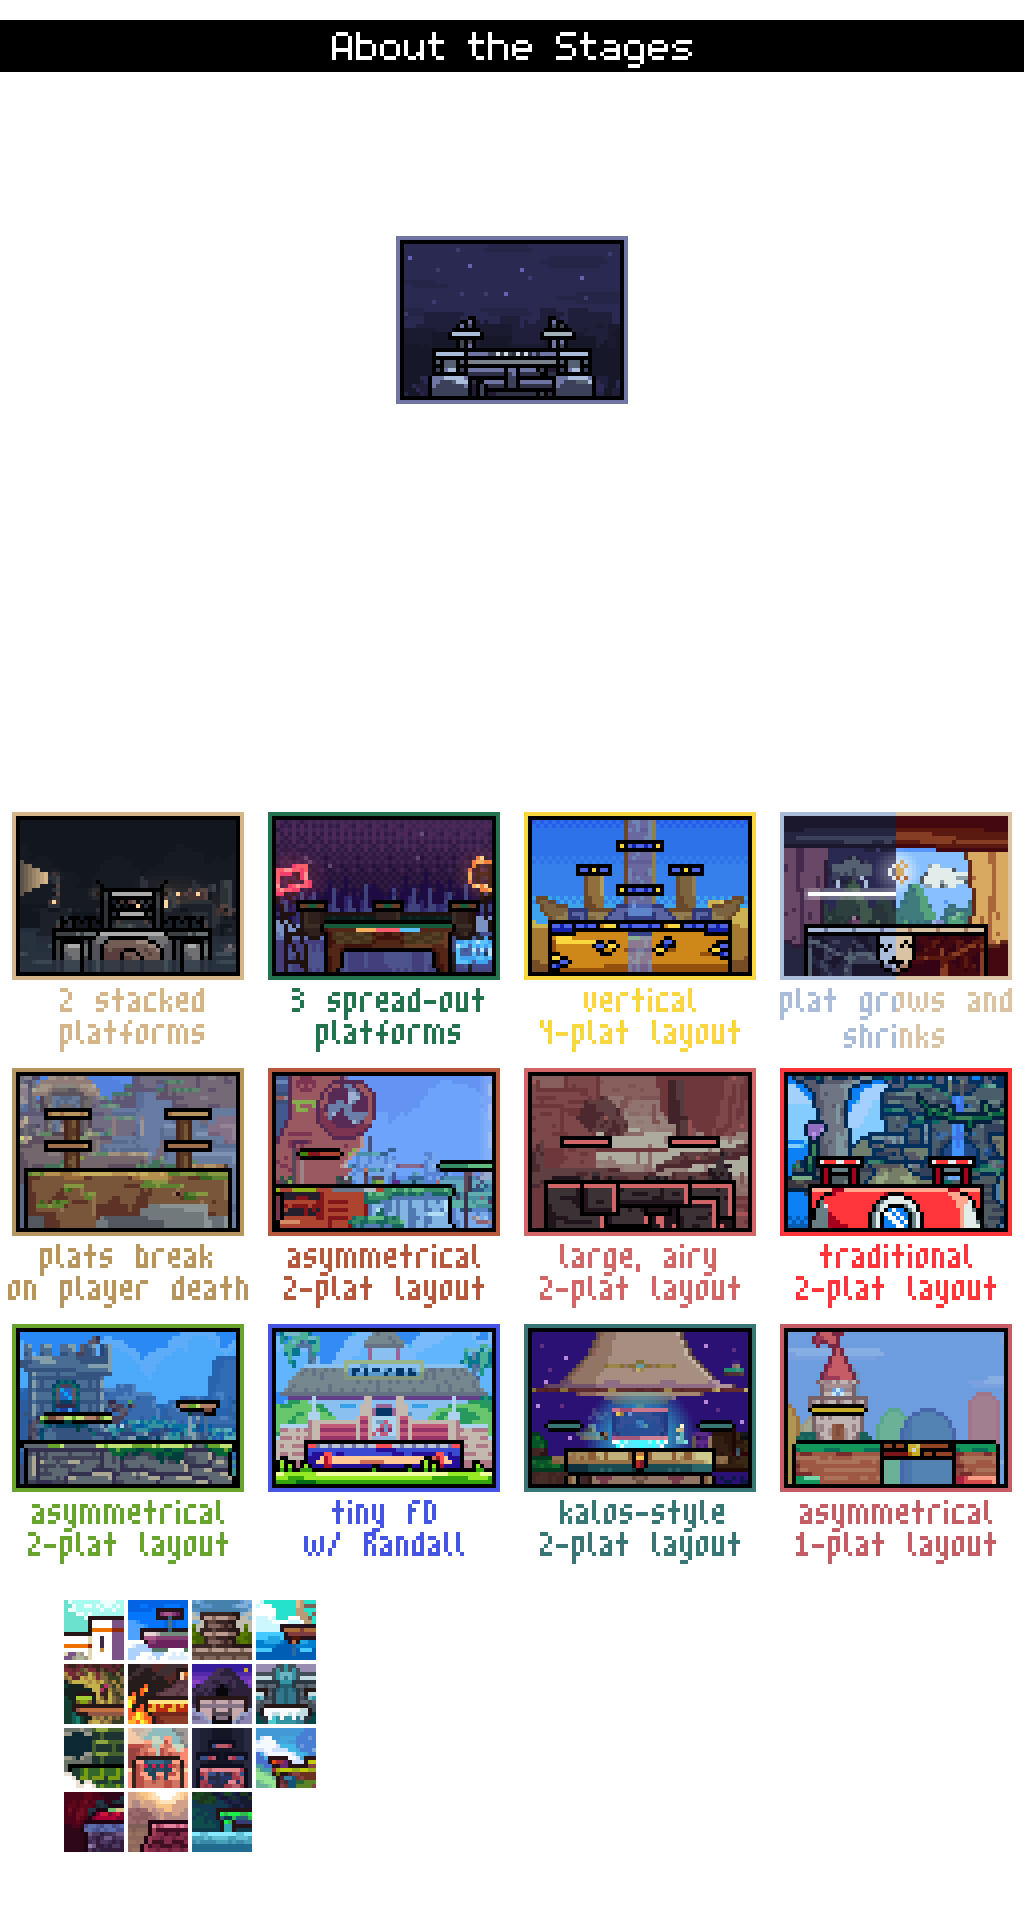 About the Stages
2 stacked
platforms
3 spread-out
platforms
vertical
4-plat layout
plat grows and
shrinks
plats break
on player death
asymmetrical
2-plat layout
large, airy
2-plat layout
traditional
2-plat layout
asymmetrical
2-plat layout
tiny FD
w/ Randall
kalos-style
2-plat layout
asymmetrical
1-plat layout